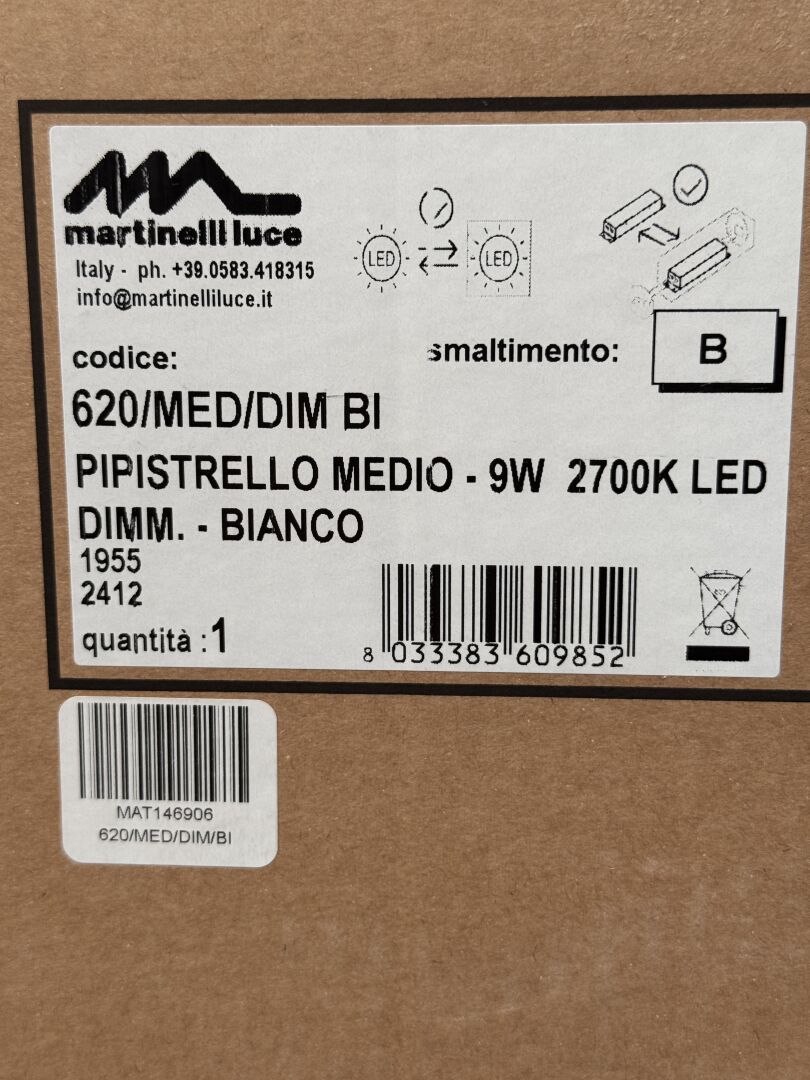 martinelli luce
Italy - ph. +39.0583.418315
info@martinelliluce.it
LED
LED
codice:
smaltimento:
B
620/MED/DIM BI
PIPISTRELLO MEDIO - 9W 2700K LED
DIMM. - BIANCO
1955
2412
quantità : 1
8 033383 609852
MAT146906
620/MED/DIM/BI